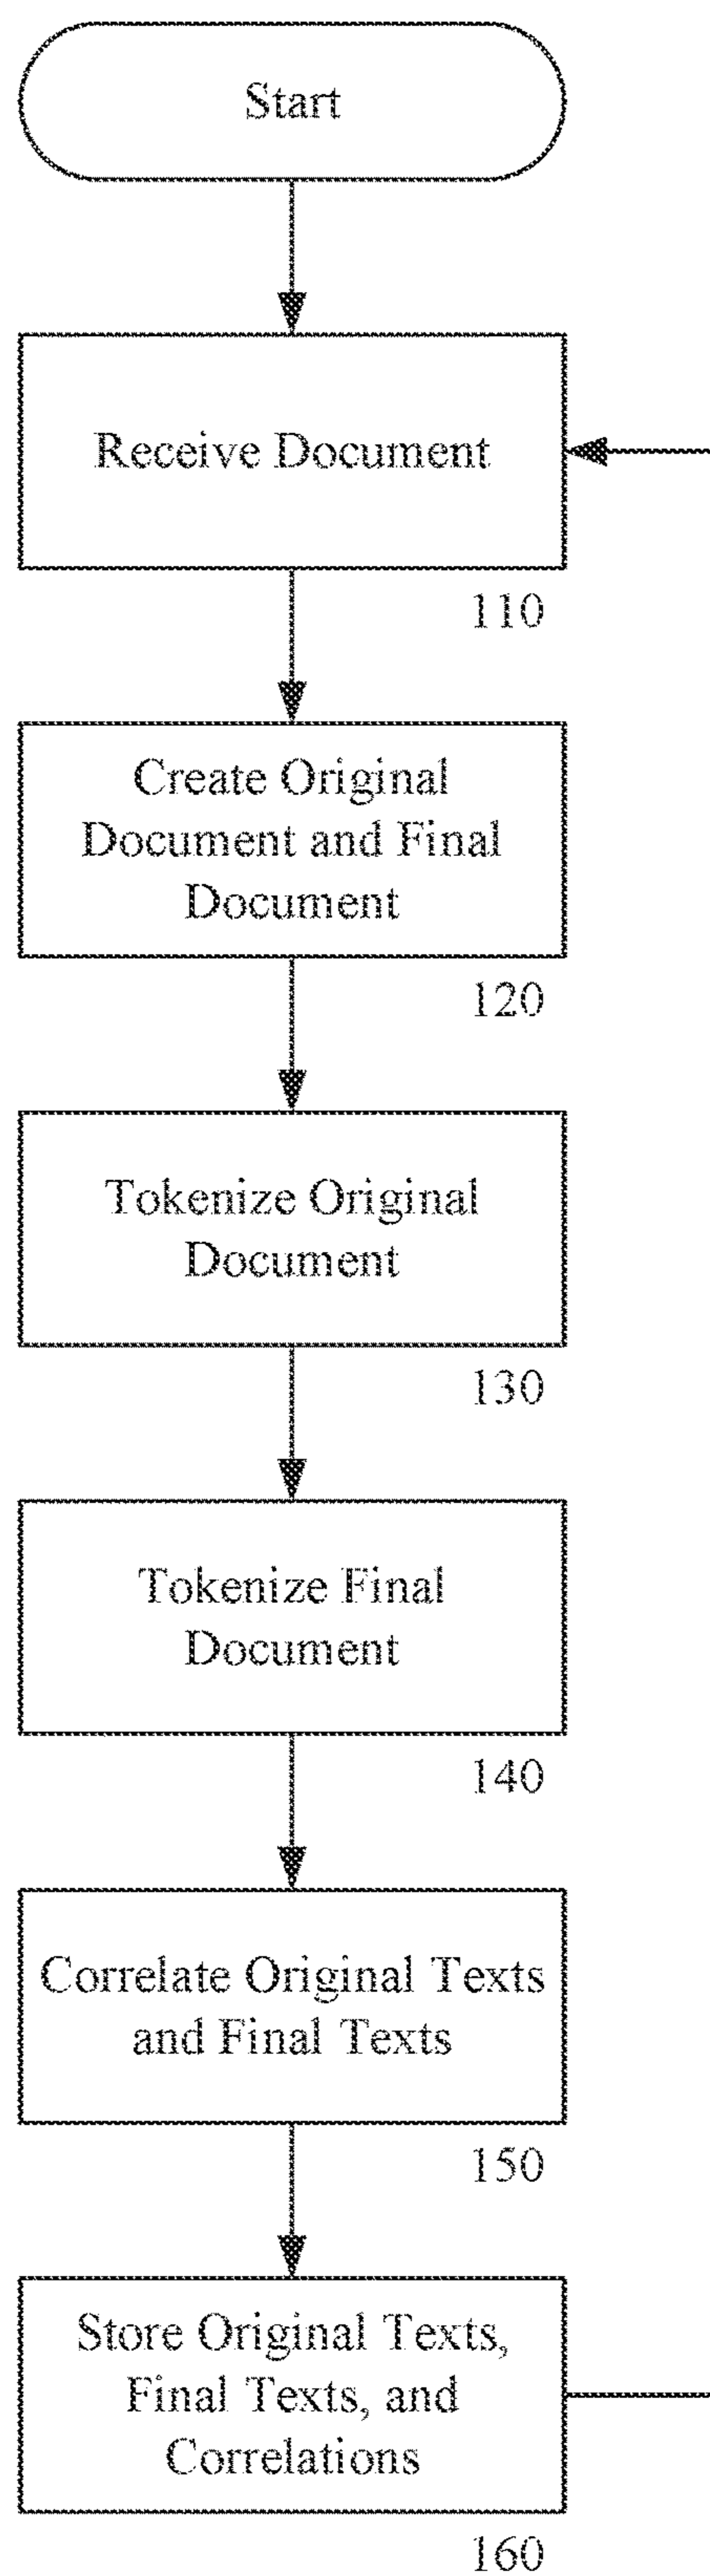 Start
Receive Document
110
Create Original
Document and Final
Document
120
Tokenize Original
Document
130
Tokenize Final
Document
140
Correlate Original Texts
and Final Texts
150
Store Original Texts,
Final Texts, and
Correlations
160